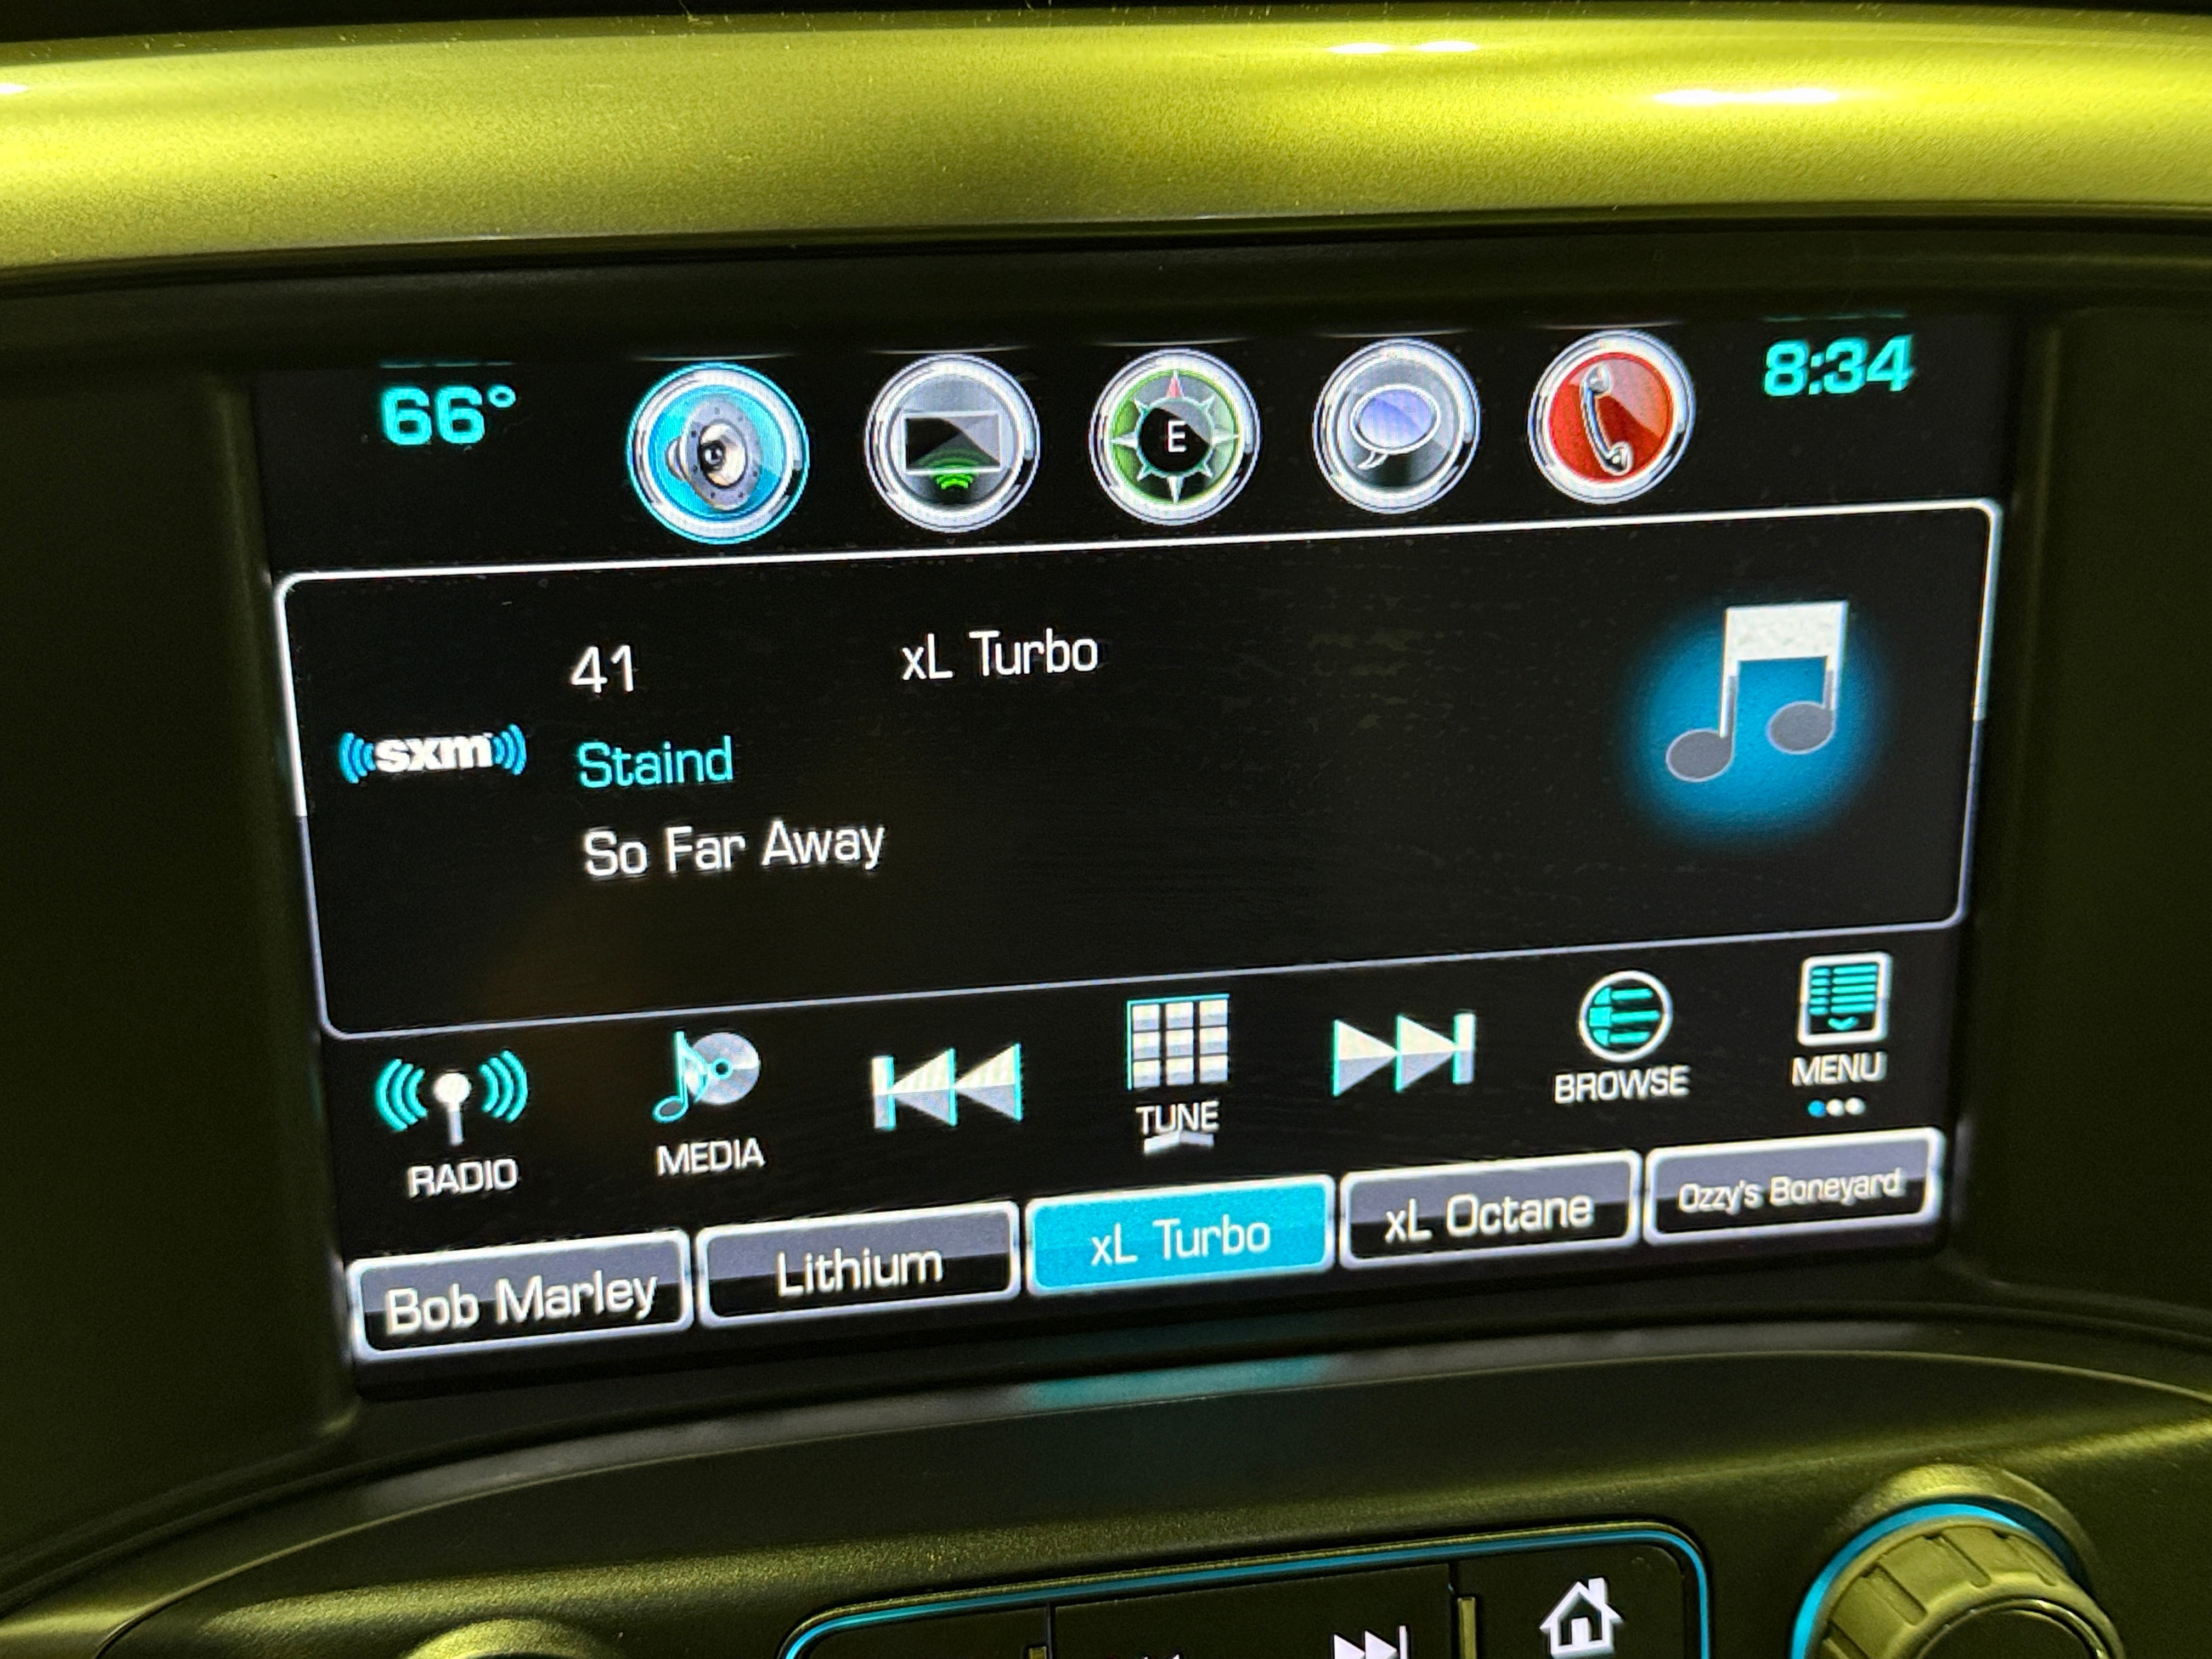 66°
E
8:34
41 xL Turbo
sxm
Staind
So Far Away
RADIO
MEDIA
TUNE
BROWSE
MENU
Bob Marley
Lithium
xL Turbo
xL Octane
Ozzy's Boneyard